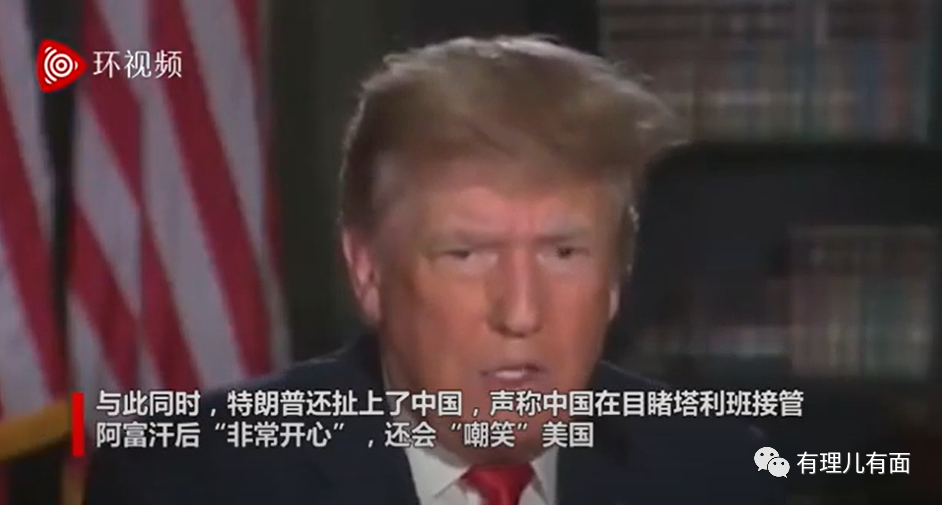 环视频
与此同时，特朗普还扯上了中国，声称中国在目睹塔利班接管
阿富汗后“非常开心”，还会“嘲笑”美国
有理儿有面